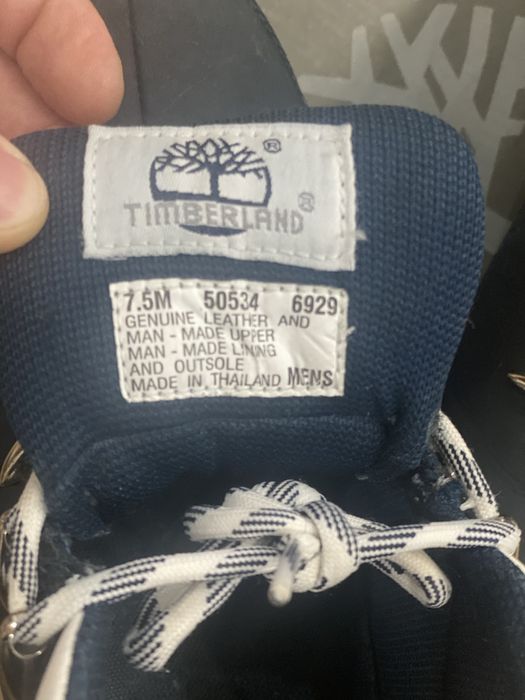 ®
TIMBERLAND®
7.5M 50534 6929
GENUINE LEATHER AND
MAN - MADE UPPER
MAN - MADE LINING
AND OUTSOLE
MADE IN THAILAND MENS